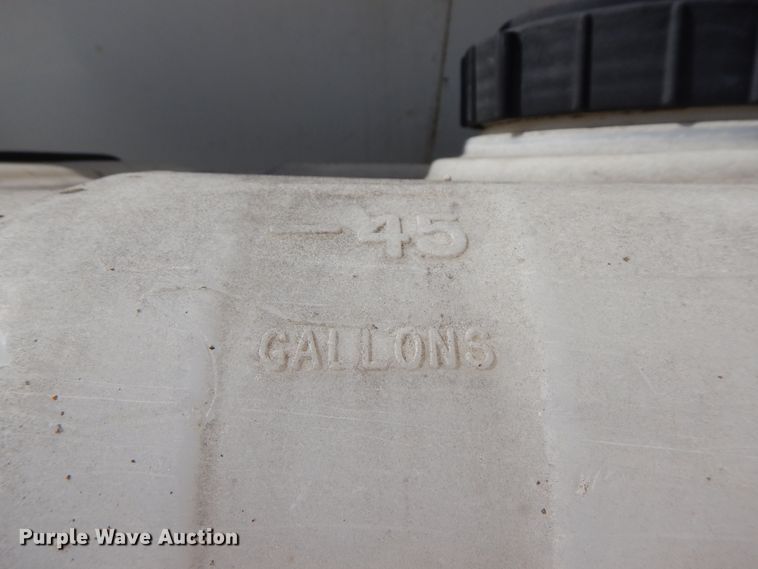 — 45
GALLONS
Purple Wave Auction